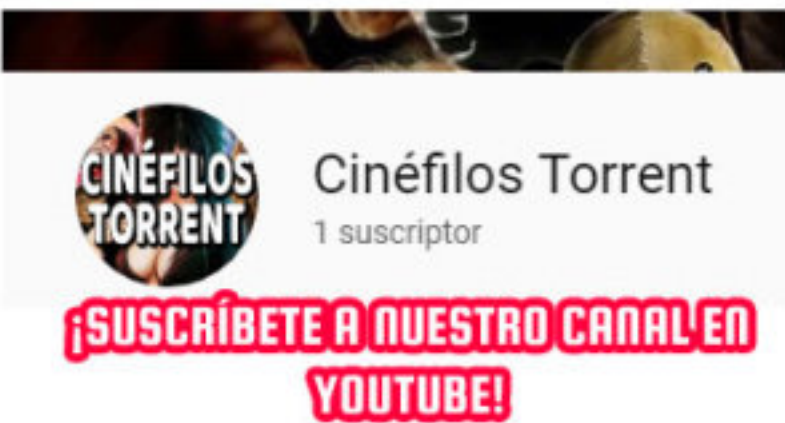 CINÉFILOS
TORRENT
Cinéfilos Torrent
1 suscriptor
¡SUSCRÍBETE A NUESTRO CANAL EN
YOUTUBE!